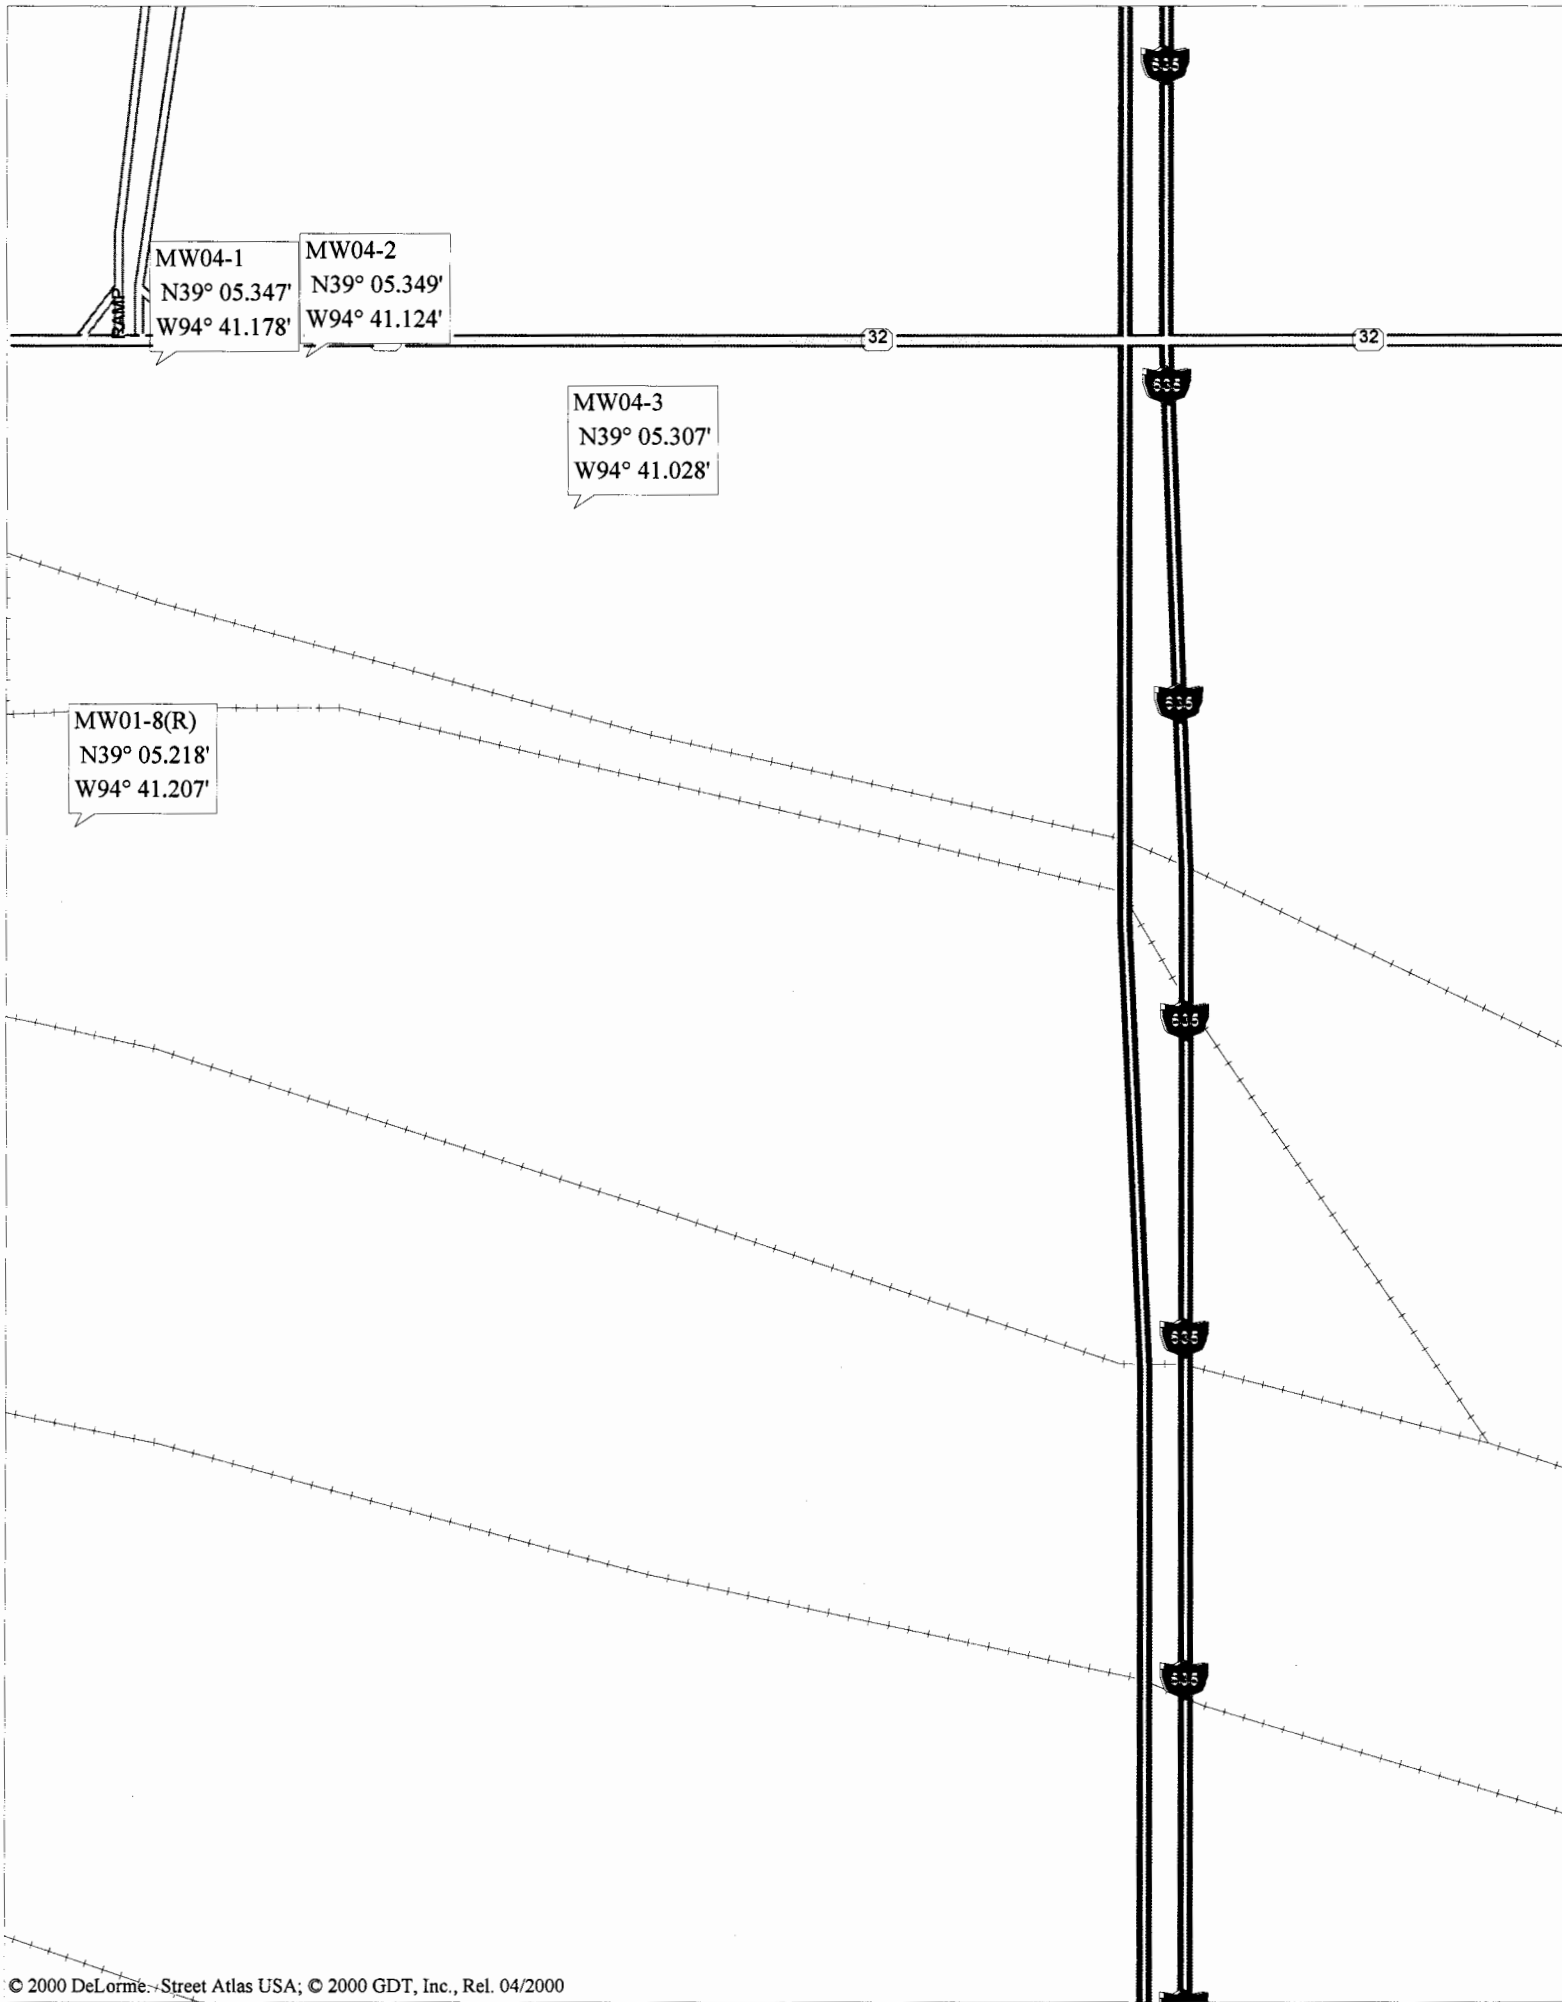 635
MW04-1
N39° 05.347'
W94° 41.178'
MW04-2
N39° 05.349'
W94° 41.124'
RAMP
32
32
635
MW04-3
N39° 05.307'
W94° 41.028'
635
MW01-8(R)
N39° 05.218'
W94° 41.207'
635
635
635
© 2000 DeLorme. Street Atlas USA; © 2000 GDT, Inc., Rel. 04/2000